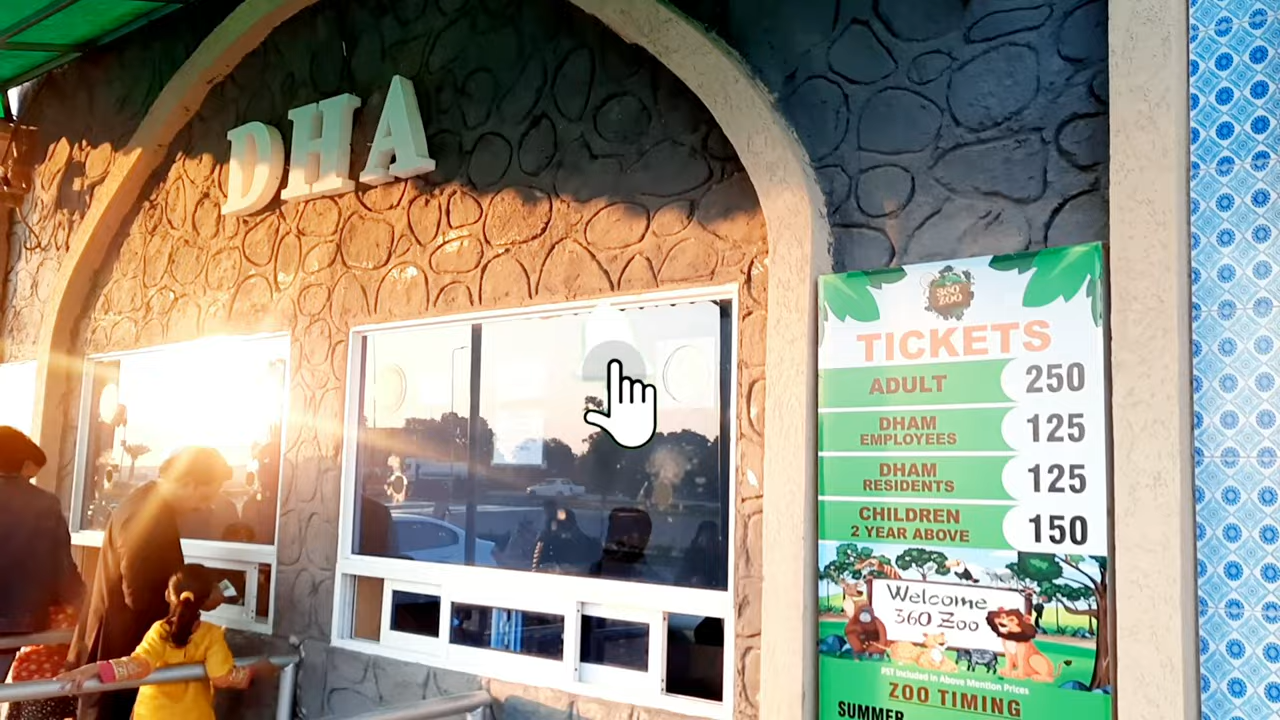 DHA
360
ZOO
TICKETS
ADULT 250
DHAM
EMPLOYEES 125
DHAM
RESIDENTS 125
CHILDREN
2 YEAR ABOVE 150
Welcome
360 Zoo
PST Included in Above Mention Prices
ZOO TIMING
SUMMER